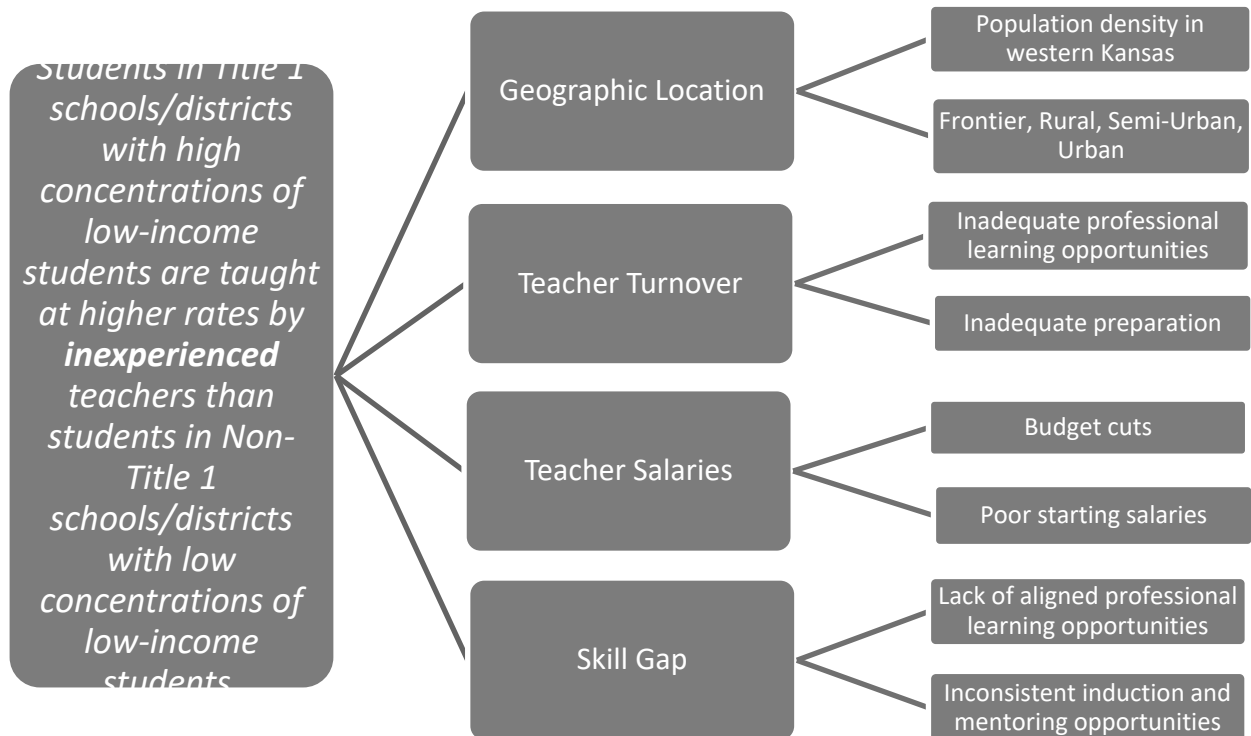 Students in Title 1
schools/districts
with high
concentrations of
low-income
students are taught
at higher rates by
inexperienced
teachers than
students in Non-
Title 1
schools/districts
with low
concentrations of
low-income
students
Geographic Location
Population density in
western Kansas
Frontier, Rural, Semi-Urban,
Urban
Teacher Turnover
Inadequate professional
learning opportunities
Inadequate preparation
Teacher Salaries
Budget cuts
Poor starting salaries
Skill Gap
Lack of aligned professional
learning opportunities
Inconsistent induction and
mentoring opportunities